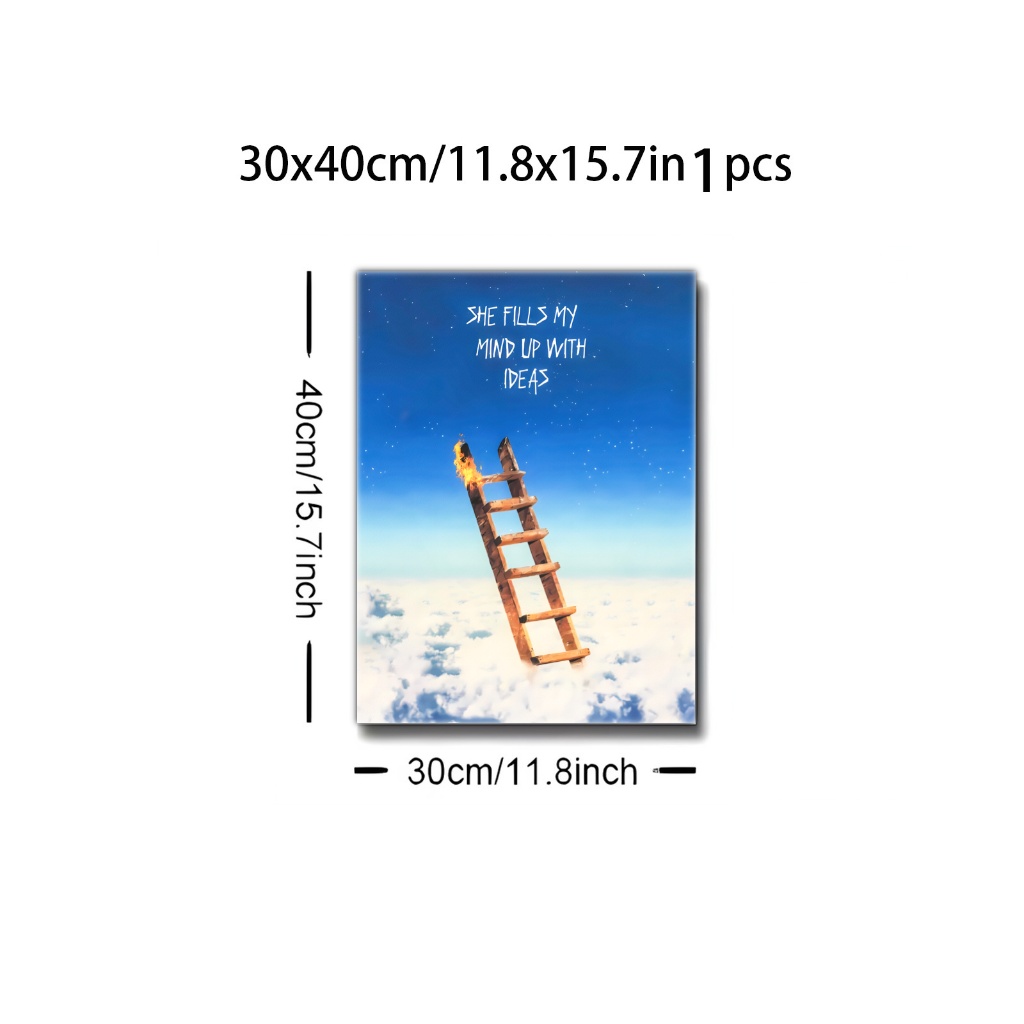 30x40cm/11.8x15.7in 1 pcs
SHE FILLS MY
MIND UP WITH
IDEAS
40cm/15.7inch
30cm/11.8inch